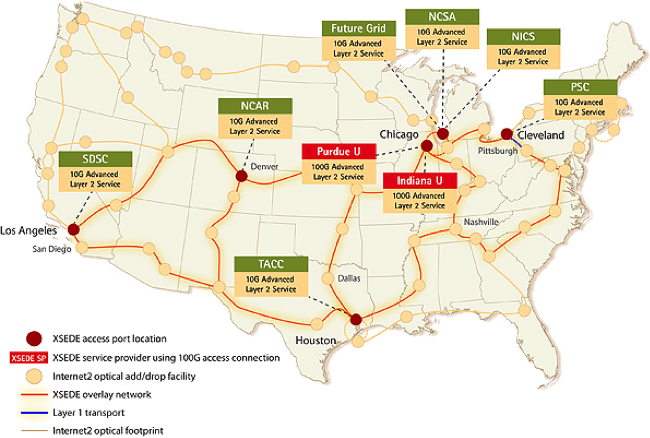 Future Grid
10G Advanced
Layer 2 Service
NCSA
10G Advanced
Layer 2 Service
NICS
10G Advanced
Layer 2 Service
PSC
10G Advanced
Layer 2 Service
NCAR
10G Advanced
Layer 2 Service
Chicago
Cleveland
Pittsburgh
Purdue U
100G Advanced
Layer 2 Service
SDSC
10G Advanced
Layer 2 Service
Denver
Indiana U
100G Advanced
Layer 2 Service
Los Angeles
San Diego
Nashville
TACC
10G Advanced
Layer 2 Service
Dallas
Houston
XSEDE access port location
XSEDE SP XSEDE service provider using 100G access connection
Internet2 optical add/drop facility
XSEDE overlay network
Layer 1 transport
Internet2 optical footprint